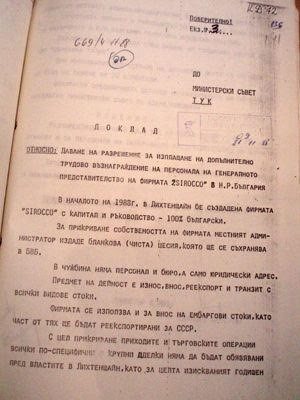 ПОВЕРИТЕЛНО!
Екз.№ 3
669/4
ДО
МИНИСТЕРСКИ СЪВЕТ
ТУК
ДОКЛАД
ОТНОСНО: ДАВАНЕ НА РАЗРЕШЕНИЕ ЗА ИЗПЛАЩАНЕ НА ДОПЪЛНИТЕЛНО
ТРУДОВО ВЪЗНАГРАЖДЕНИЕ НА ПЕРСОНАЛА НА ГЕНЕРАЛНОТО
ПРЕДСТАВИТЕЛСТВО НА ФИРМАТА "SIROCCO" В Н.Р.БЪЛГАРИЯ
В НАЧАЛОТО НА 1983г. В ЛИХТЕНЩАЙН БЕ СЪЗДАДЕНА ФИРМАТА
"SIROCCO" С КАПИТАЛ И РЪКОВОДСТВО - 100% БЪЛГАРСКИ.
ЗА ПРИКРИВАНЕ СОБСТВЕНОСТТА НА ФИРМАТА МЕСТНИЯТ АДМИ-
НИСТРАТОР ИЗДАДЕ БЛАНКОВА (ЧИСТА) ЦЕСИЯ, КОЯТО ЩЕ СЕ СЪХРАНЯВА
В БВБ.
В ЧУЖБИНА НЯМА ПЕРСОНАЛ И БЮРО, А САМО ЮРИДИЧЕСКИ АДРЕС.
ПРЕДМЕТ НА ДЕЙНОСТ Е ИЗНОС, ВНОС, РЕЕКСПОРТ И ТРАНЗИТ С
ВСИЧКИ ВИДОВЕ СТОКИ.
ФИРМАТА СЕ ИЗПОЛЗВА И ЗА ВНОС НА ЕМБАРГОВИ СТОКИ, КАТО
ЧАСТ ОТ ТЯХ ЩЕ БЪДАТ РЕЕКСПОРТИРАНИ ЗА СССР.
С ЦЕЛ ПРИКРИВАНЕ ПРИХОДИТЕ И ТЪРГОВСКИТЕ ОПЕРАЦИИ
ВСИЧКИ ПО-СПЕЦИФИЧНИ КРУПНИ СДЕЛКИ НЯМА ДА БЪДАТ ОБЯВЯВАНИ
ПРЕД ВЛАСТИТЕ В ЛИХТЕНЩАЙН, КАТО ЗА ЦЕЛТА ИЗИСКВАНИЯТ ГОДИШЕН